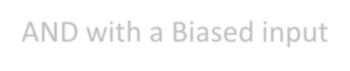 AND with a Biased input